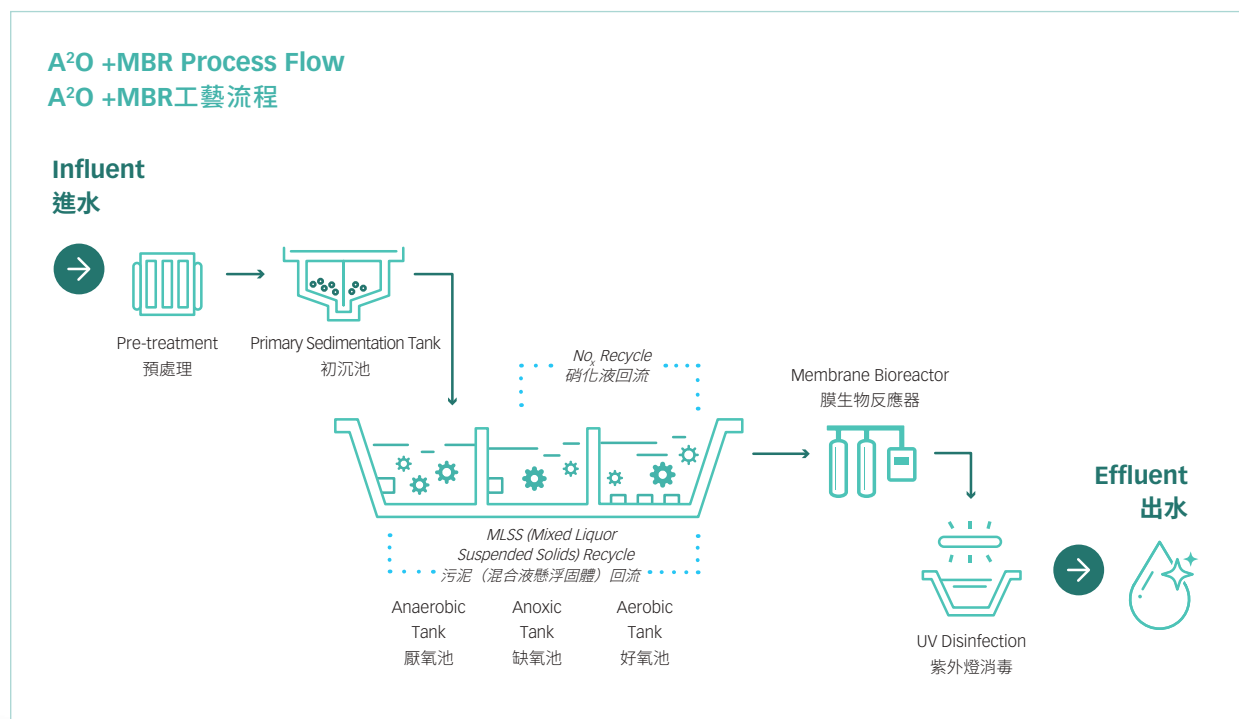 A²O +MBR Process Flow
A²O +MBR工藝流程
Influent
進水
Pre-treatment
預處理
Primary Sedimentation Tank
初沉池
Noₓ Recycle
硝化液回流
Membrane Bioreactor
膜生物反應器
Effluent
出水
MLSS (Mixed Liquor
Suspended Solids) Recycle
污泥（混合液懸浮固體）回流
Anaerobic
Tank
厭氧池
Anoxic
Tank
缺氧池
Aerobic
Tank
好氧池
UV Disinfection
紫外燈消毒